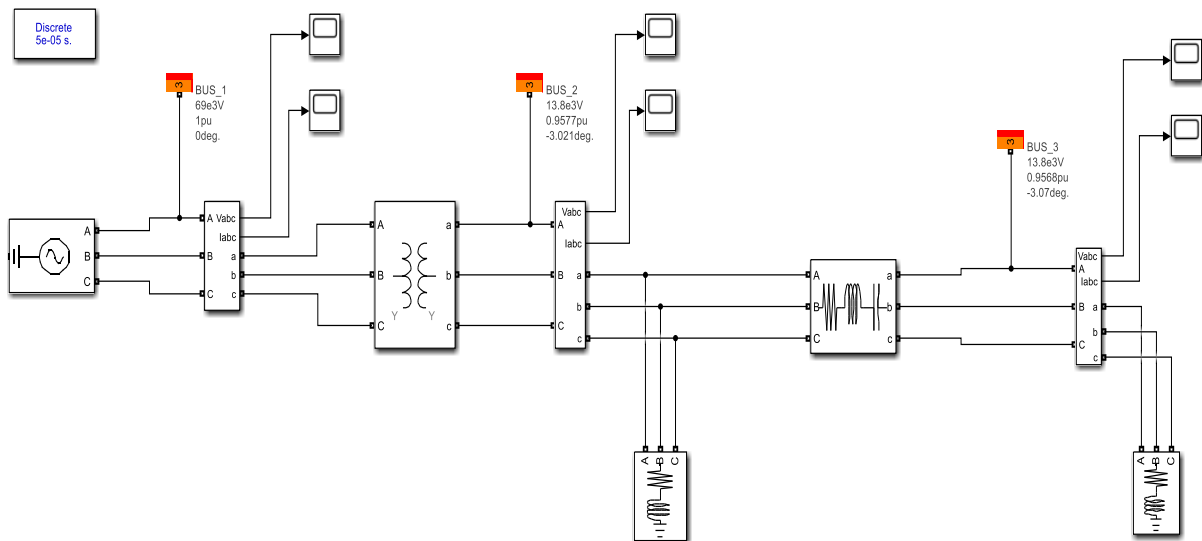 Discrete
5e-05 s.
3
BUS_1
69e3V
1pu
0deg.
3
BUS_2
13.8e3V
0.9577pu
-3.021deg.
3
BUS_3
13.8e3V
0.9568pu
-3.07deg.
A
B
C
A
B
C
Vabc
Iabc
a
b
c
A
B
C
a
b
c
Y Y
A
B
C
Vabc
Iabc
a
b
c
A
B
C
a
b
c
A
B
C
Vabc
Iabc
a
b
c
A B C
A B C